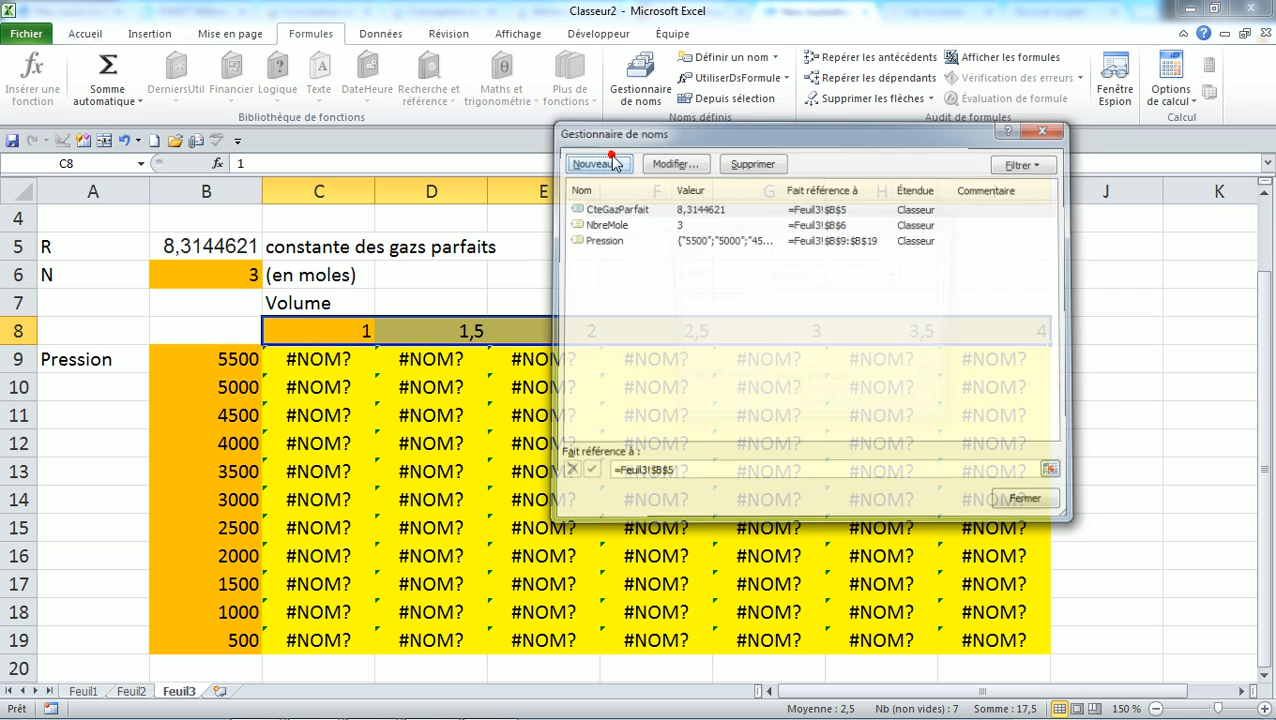 Classeur2 - Microsoft Excel
Fichier Accueil Insertion Mise en page Formules Données Révision Affichage Développeur Équipe
Insérer une fonction
Somme automatique
DerniersUtil
Financier
Logique
Texte
DateHeure
Recherche et référence
Maths et trigonométrie
Plus de fonctions
Bibliothèque de fonctions
Gestionnaire de noms
Définir un nom
UtiliserDsFormule
Depuis sélection
Noms définis
Repérer les antécédents
Repérer les dépendants
Supprimer les flèches
Afficher les formules
Vérification des erreurs
Évaluation de formule
Audit de formules
Fenêtre Espion
Options de calcul
Calcul
C8 fx 1
A B C D E J K
4
5 R 8,3144621 constante des gazs parfaits
6 N 3 (en moles)
7 Volume
8 1 1,5 2 2,5 3 3,5 4
9 Pression 5500 #NOM? #NOM? #NOM? #NOM? #NOM? #NOM? #NOM?
10 5000 #NOM? #NOM? #NOM? #NOM? #NOM? #NOM? #NOM?
11 4500 #NOM? #NOM? #NOM? #NOM? #NOM? #NOM? #NOM?
12 4000 #NOM? #NOM? #NOM? #NOM? #NOM? #NOM? #NOM?
13 3500 #NOM? #NOM? #NOM? #NOM? #NOM? #NOM? #NOM?
14 3000 #NOM? #NOM? #NOM? #NOM? #NOM? #NOM? #NOM?
15 2500 #NOM? #NOM? #NOM? #NOM? #NOM? #NOM? #NOM?
16 2000 #NOM? #NOM? #NOM? #NOM? #NOM? #NOM? #NOM?
17 1500 #NOM? #NOM? #NOM? #NOM? #NOM? #NOM? #NOM?
18 1000 #NOM? #NOM? #NOM? #NOM? #NOM? #NOM? #NOM?
19 500 #NOM? #NOM? #NOM? #NOM? #NOM? #NOM? #NOM?
20
Gestionnaire de noms
Nouveau... Modifier... Supprimer Filtrer
Nom F Valeur G Fait référence à H Étendue Commentaire
CteGazParfait 8,3144621 =Feuil3!$B$5 Classeur
NbreMole 3 =Feuil3!$B$6 Classeur
Pression {"5500";"5000";"45... =Feuil3!$B$9:$B$19 Classeur
Fait référence à :
=Feuil3!$B$5
Fermer
Feuil1 Feuil2 Feuil3
Prêt Moyenne : 2,5 Nb (non vides) : 7 Somme : 17,5 150 %